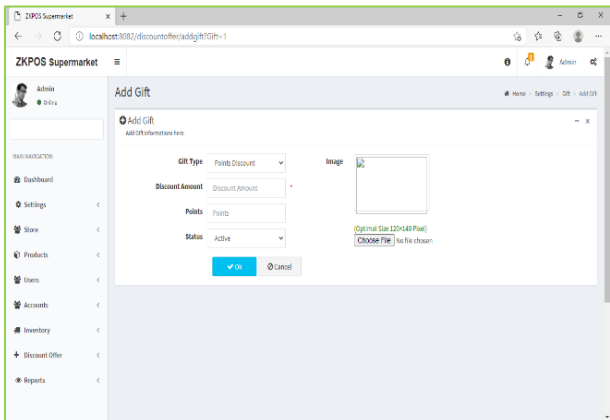 ZKPOS Supermarket
localhost:8082/discountoffer/addgift?Gift=1
ZKPOS Supermarket
Admin
Admin
Online
Add Gift
Home > Settings > Gift > Add Gift
Add Gift
Add Gift Informations here
MAIN NAVIGATION
Dashboard
Settings
Store
Products
Users
Accounts
Inventory
Discount Offer
Reports
Gift Type
Points Discount
Discount Amount
Discount Amount
*
Points
Points
Status
Active
Ok
Cancel
Image
(Optimal Size 120×140 Pixel)
Choose File No file chosen